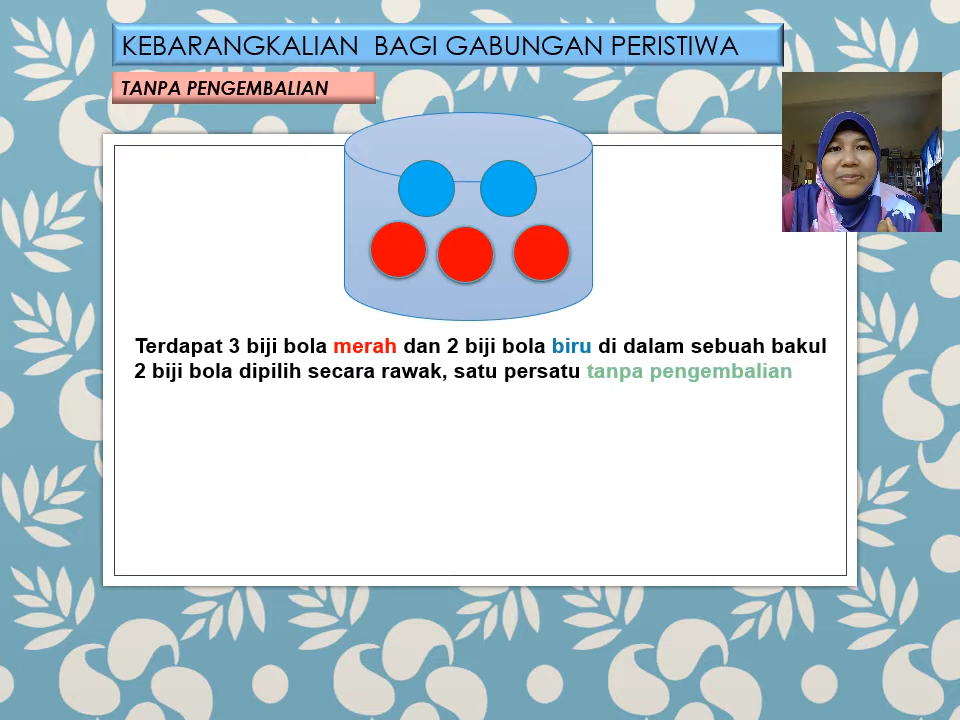 KEBARANGKALIAN BAGI GABUNGAN PERISTIWA
TANPA PENGEMBALIAN
Terdapat 3 biji bola merah dan 2 biji bola biru di dalam sebuah bakul
2 biji bola dipilih secara rawak, satu persatu tanpa pengembalian